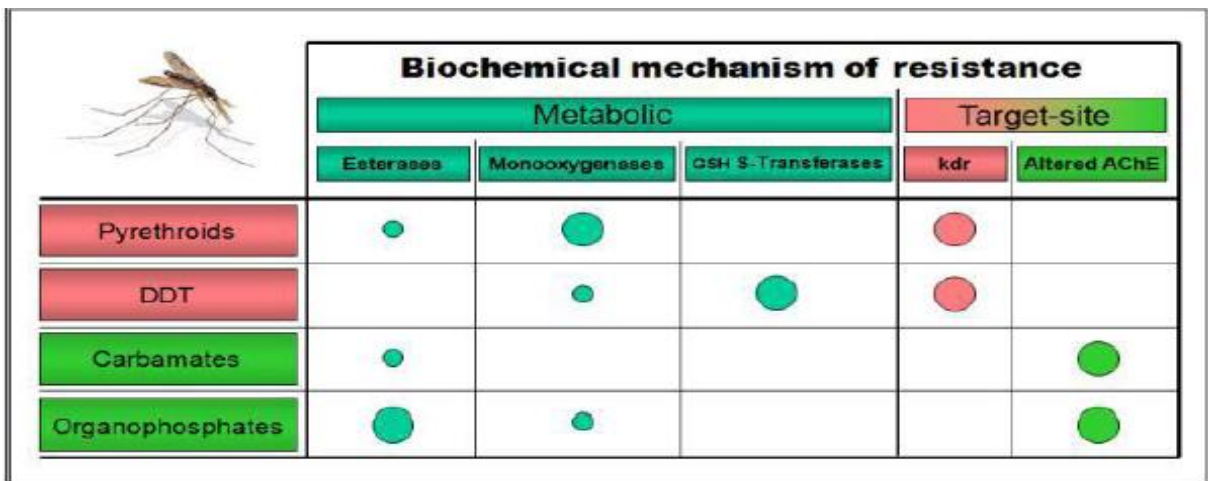 Biochemical mechanism of resistance
Metabolic
Target-site
Esterases
Monooxygenases
GSH S-Transferases
kdr
Altered AChE
Pyrethroids
DDT
Carbamates
Organophosphates